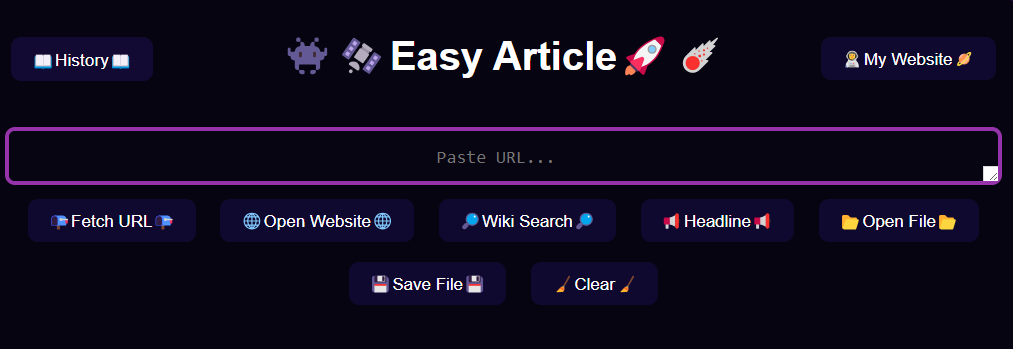 📖History📖
👾 🛰️Easy Article🚀 ☄️
👨‍🚀My Website🪐
Paste URL...
📭Fetch URL📭
🌐Open Website🌐
🔎Wiki Search🔎
📢Headline📢
📂Open File📂
💾Save File💾
🧹Clear🧹